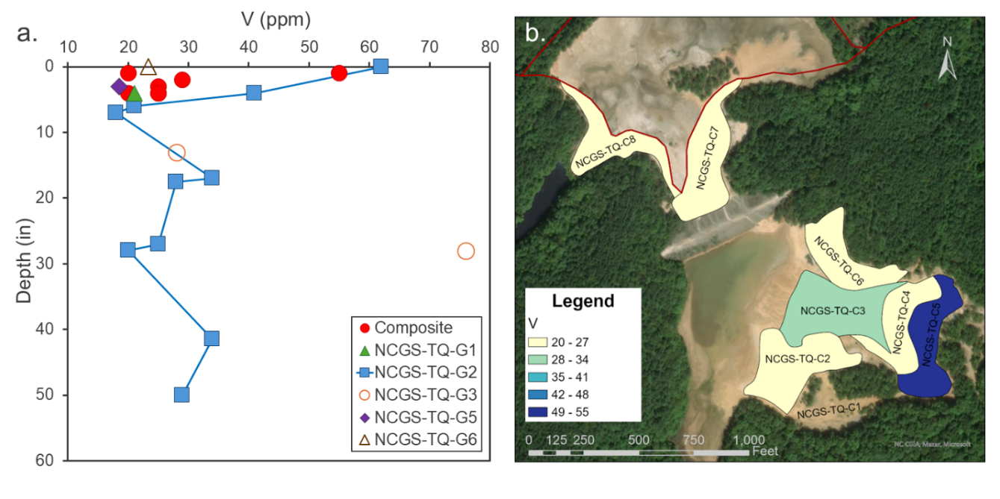 a.
V (ppm)
10 20 30 40 50 60 70 80
0
10
20
30
40
50
60
Depth (in)
Composite
NCGS-TQ-G1
NCGS-TQ-G2
NCGS-TQ-G3
NCGS-TQ-G5
NCGS-TQ-G6
b.
N
NCGS-TQ-C8
NCGS-TQ-C7
NCGS-TQ-C6
NCGS-TQ-C3
NCGS-TQ-C4
NCGS-TQ-C5
NCGS-TQ-C2
NCGS-TQ-C1
Legend
V
20 - 27
28 - 34
35 - 41
42 - 48
49 - 55
0 125 250 500 750 1,000
Feet
NC CGIA, Maxar, Microsoft